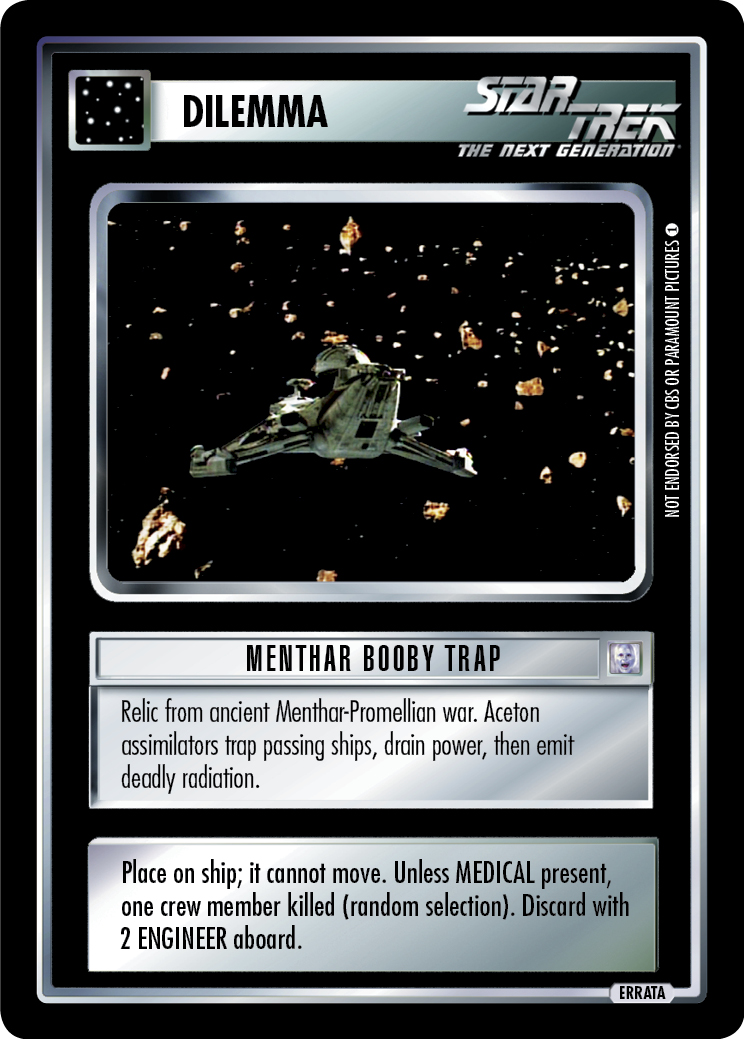 DILEMMA
STAR TREK
THE NEXT GENERATION
NOT ENDORSED BY CBS OR PARAMOUNT PICTURES 1
MENTHAR BOOBY TRAP
Relic from ancient Menthar-Promellian war. Aceton
assimilators trap passing ships, drain power, then emit
deadly radiation.
Place on ship; it cannot move. Unless MEDICAL present,
one crew member killed (random selection). Discard with
2 ENGINEER aboard.
ERRATA